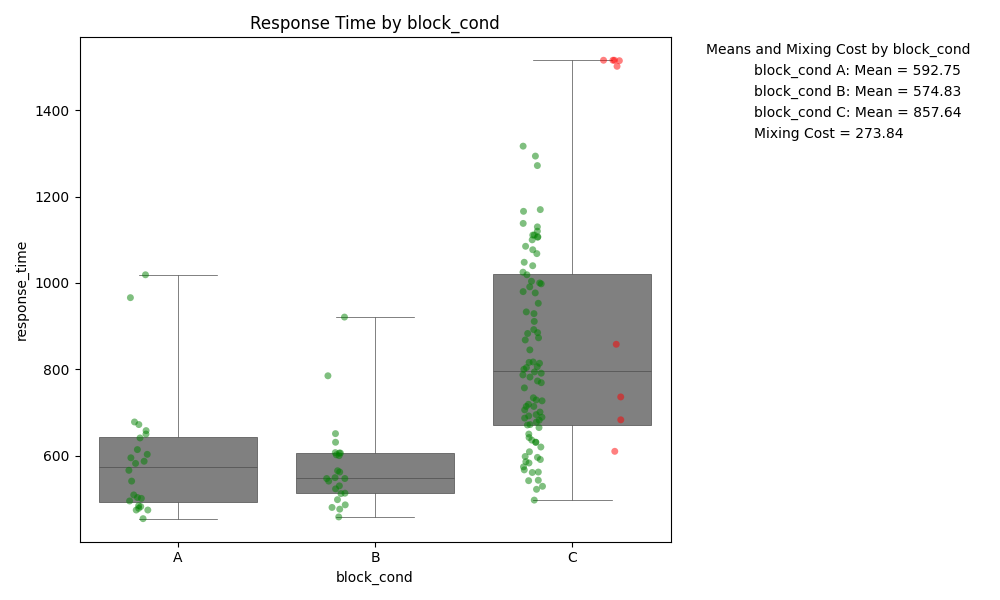 Response Time by block_cond
Means and Mixing Cost by block_cond
block_cond A: Mean = 592.75
block_cond B: Mean = 574.83
block_cond C: Mean = 857.64
Mixing Cost = 273.84
response_time
1400
1200
1000
800
600
A
B
C
block_cond